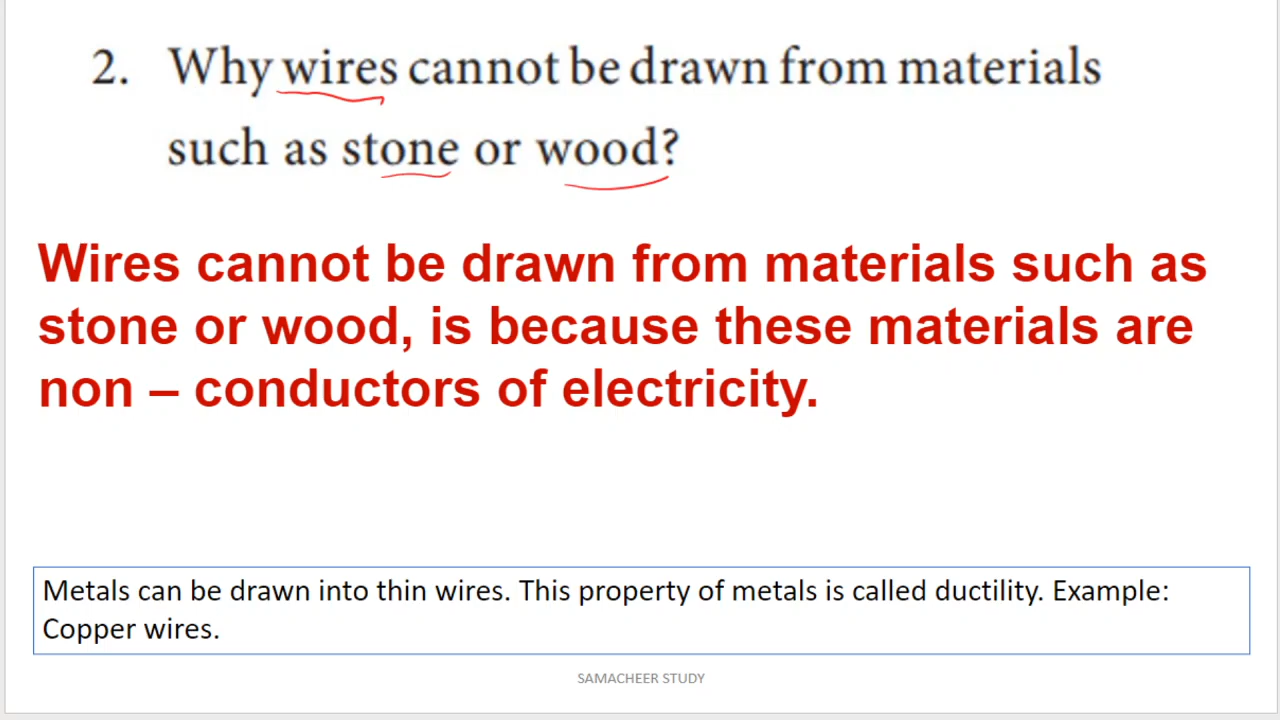 2. Why wires cannot be drawn from materials
such as stone or wood?
Wires cannot be drawn from materials such as
stone or wood, is because these materials are
non – conductors of electricity.
Metals can be drawn into thin wires. This property of metals is called ductility. Example:
Copper wires.
SAMACHEER STUDY